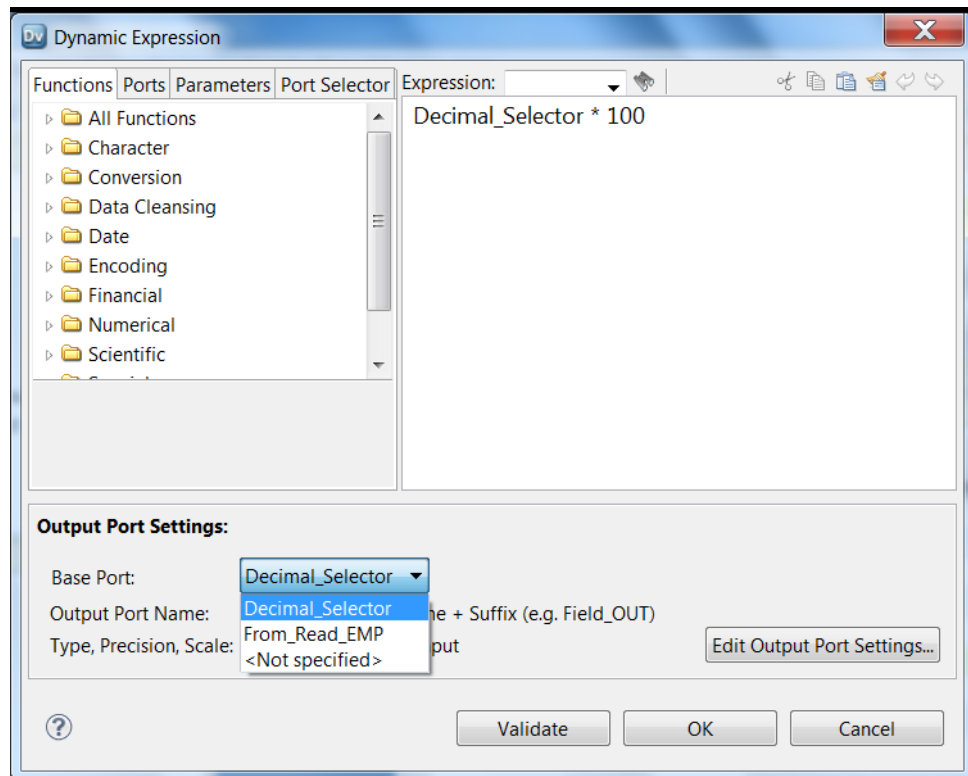 Dv Dynamic Expression
Functions Ports Parameters Port Selector
All Functions
Character
Conversion
Data Cleansing
Date
Encoding
Financial
Numerical
Scientific
Expression:
Decimal_Selector * 100
Output Port Settings:
Base Port: Decimal_Selector
Decimal_Selector
From_Read_EMP
<Not specified>
Output Port Name: + Suffix (e.g. Field_OUT)
Type, Precision, Scale:
Edit Output Port Settings...
?
Validate OK Cancel